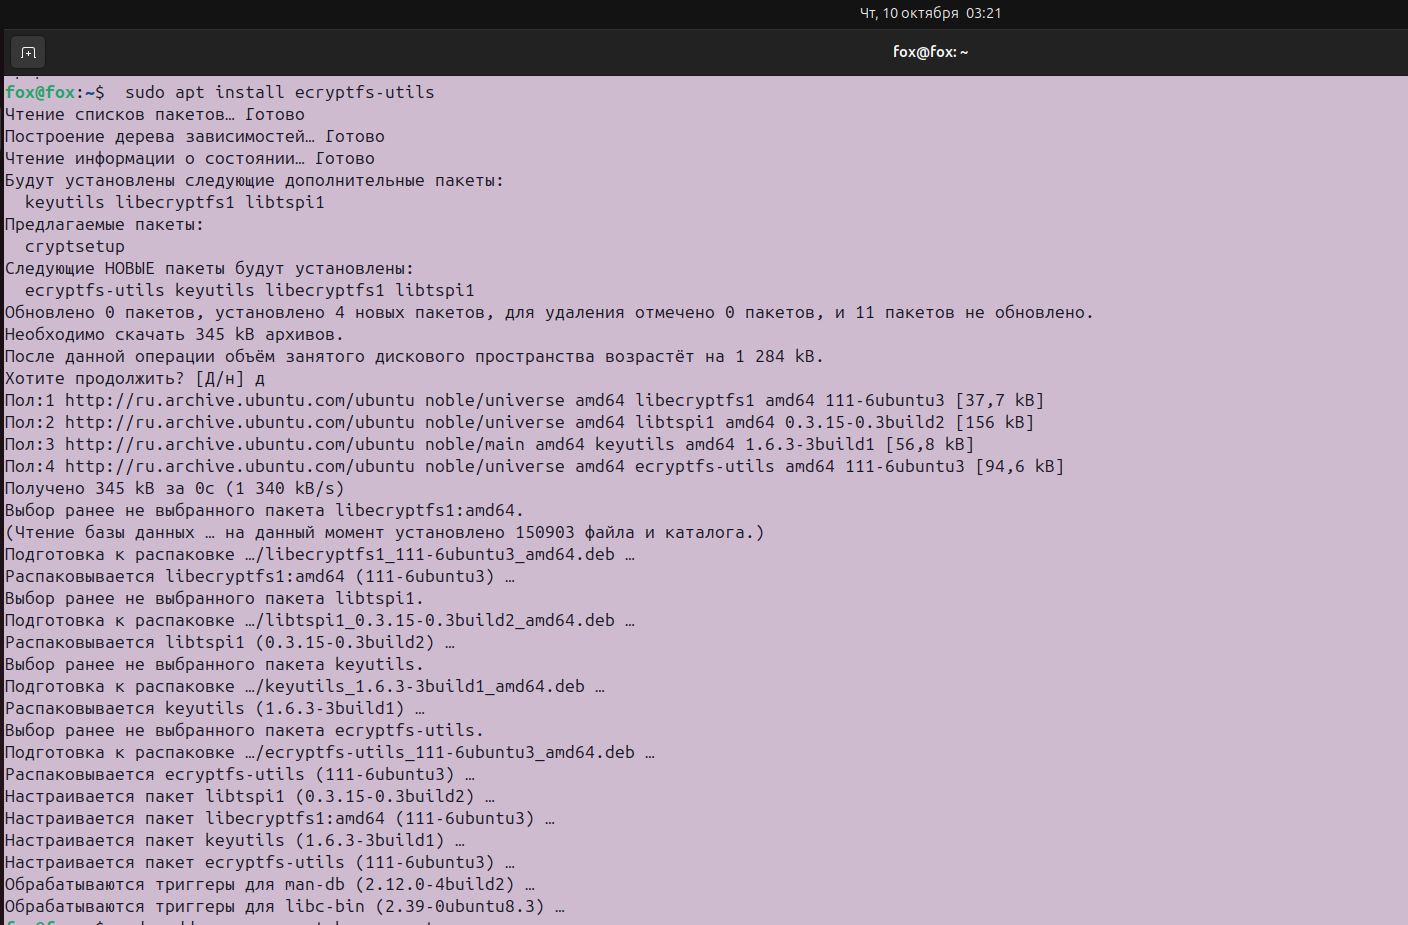 Чт, 10 октября 03:21
fox@fox: ~
fox@fox:~$  sudo apt install ecryptfs-utils
Чтение списков пакетов… Готово
Построение дерева зависимостей… Готово
Чтение информации о состоянии… Готово
Будут установлены следующие дополнительные пакеты:
  keyutils libecryptfs1 libtspi1
Предлагаемые пакеты:
  cryptsetup
Следующие НОВЫЕ пакеты будут установлены:
  ecryptfs-utils keyutils libecryptfs1 libtspi1
Обновлено 0 пакетов, установлено 4 новых пакетов, для удаления отмечено 0 пакетов, и 11 пакетов не обновлено.
Необходимо скачать 345 kB архивов.
После данной операции объём занятого дискового пространства возрастёт на 1 284 kB.
Хотите продолжить? [Д/н] д
Пол:1 http://ru.archive.ubuntu.com/ubuntu noble/universe amd64 libecryptfs1 amd64 111-6ubuntu3 [37,7 kB]
Пол:2 http://ru.archive.ubuntu.com/ubuntu noble/universe amd64 libtspi1 amd64 0.3.15-0.3build2 [156 kB]
Пол:3 http://ru.archive.ubuntu.com/ubuntu noble/main amd64 keyutils amd64 1.6.3-3build1 [56,8 kB]
Пол:4 http://ru.archive.ubuntu.com/ubuntu noble/universe amd64 ecryptfs-utils amd64 111-6ubuntu3 [94,6 kB]
Получено 345 kB за 0с (1 340 kB/s)
Выбор ранее не выбранного пакета libecryptfs1:amd64.
(Чтение базы данных … на данный момент установлено 150903 файла и каталога.)
Подготовка к распаковке …/libecryptfs1_111-6ubuntu3_amd64.deb …
Распаковывается libecryptfs1:amd64 (111-6ubuntu3) …
Выбор ранее не выбранного пакета libtspi1.
Подготовка к распаковке …/libtspi1_0.3.15-0.3build2_amd64.deb …
Распаковывается libtspi1 (0.3.15-0.3build2) …
Выбор ранее не выбранного пакета keyutils.
Подготовка к распаковке …/keyutils_1.6.3-3build1_amd64.deb …
Распаковывается keyutils (1.6.3-3build1) …
Выбор ранее не выбранного пакета ecryptfs-utils.
Подготовка к распаковке …/ecryptfs-utils_111-6ubuntu3_amd64.deb …
Распаковывается ecryptfs-utils (111-6ubuntu3) …
Настраивается пакет libtspi1 (0.3.15-0.3build2) …
Настраивается пакет libecryptfs1:amd64 (111-6ubuntu3) …
Настраивается пакет keyutils (1.6.3-3build1) …
Настраивается пакет ecryptfs-utils (111-6ubuntu3) …
Обрабатываются триггеры для man-db (2.12.0-4build2) …
Обрабатываются триггеры для libc-bin (2.39-0ubuntu8.3) …